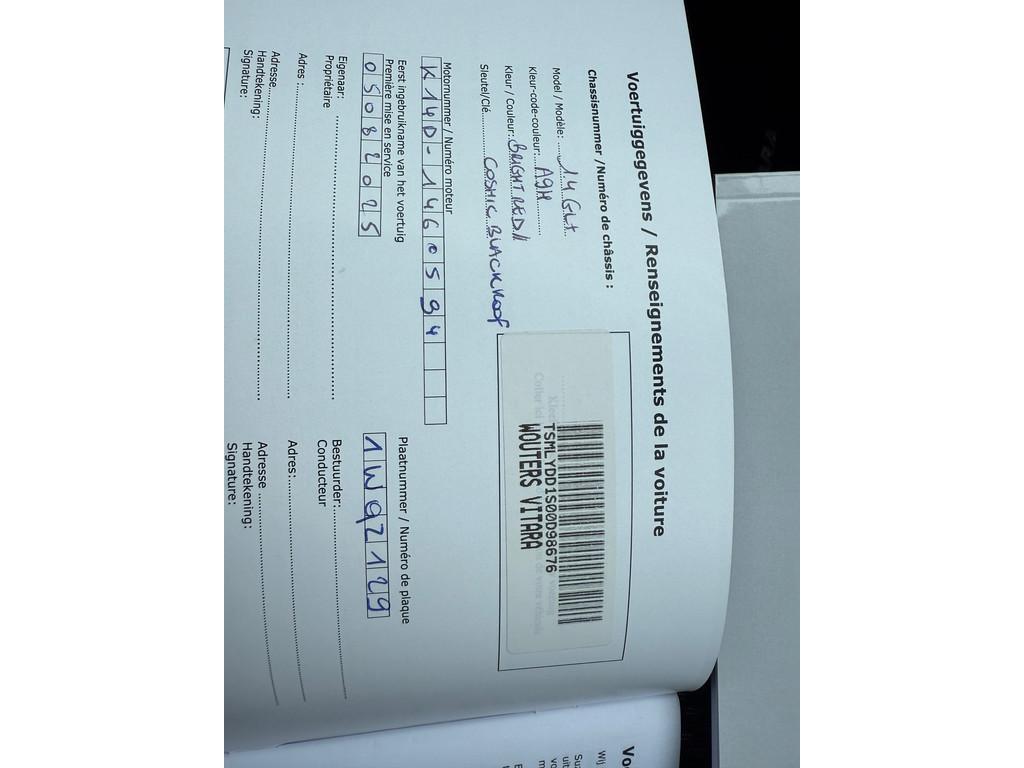 Voertuiggegevens / Renseignements de la voiture
Chassisnummer /Numéro de châssis :
TSMLYDD1S00D98676
WOUTERS VITARA
Model / Modèle: 1.4 GLX
Kleur-code-couleur: A9H
Kleur / Couleur: BRIGHT RED //
Sleutel/Clé COSMIC BLACK ROOF
Motornummer / Numéro moteur
K14D-1460594
Eerst ingebruikname van het voertuig
Première mise en service
05082025
Plaatnummer / Numéro de plaque
1WQZ129
Eigenaar:
Propriétaire
Adres :
Adresse
Handtekening:
Signature:
Bestuurder:
Conducteur
Adres:
Adresse
Handtekening:
Signature:
Vo
Wij